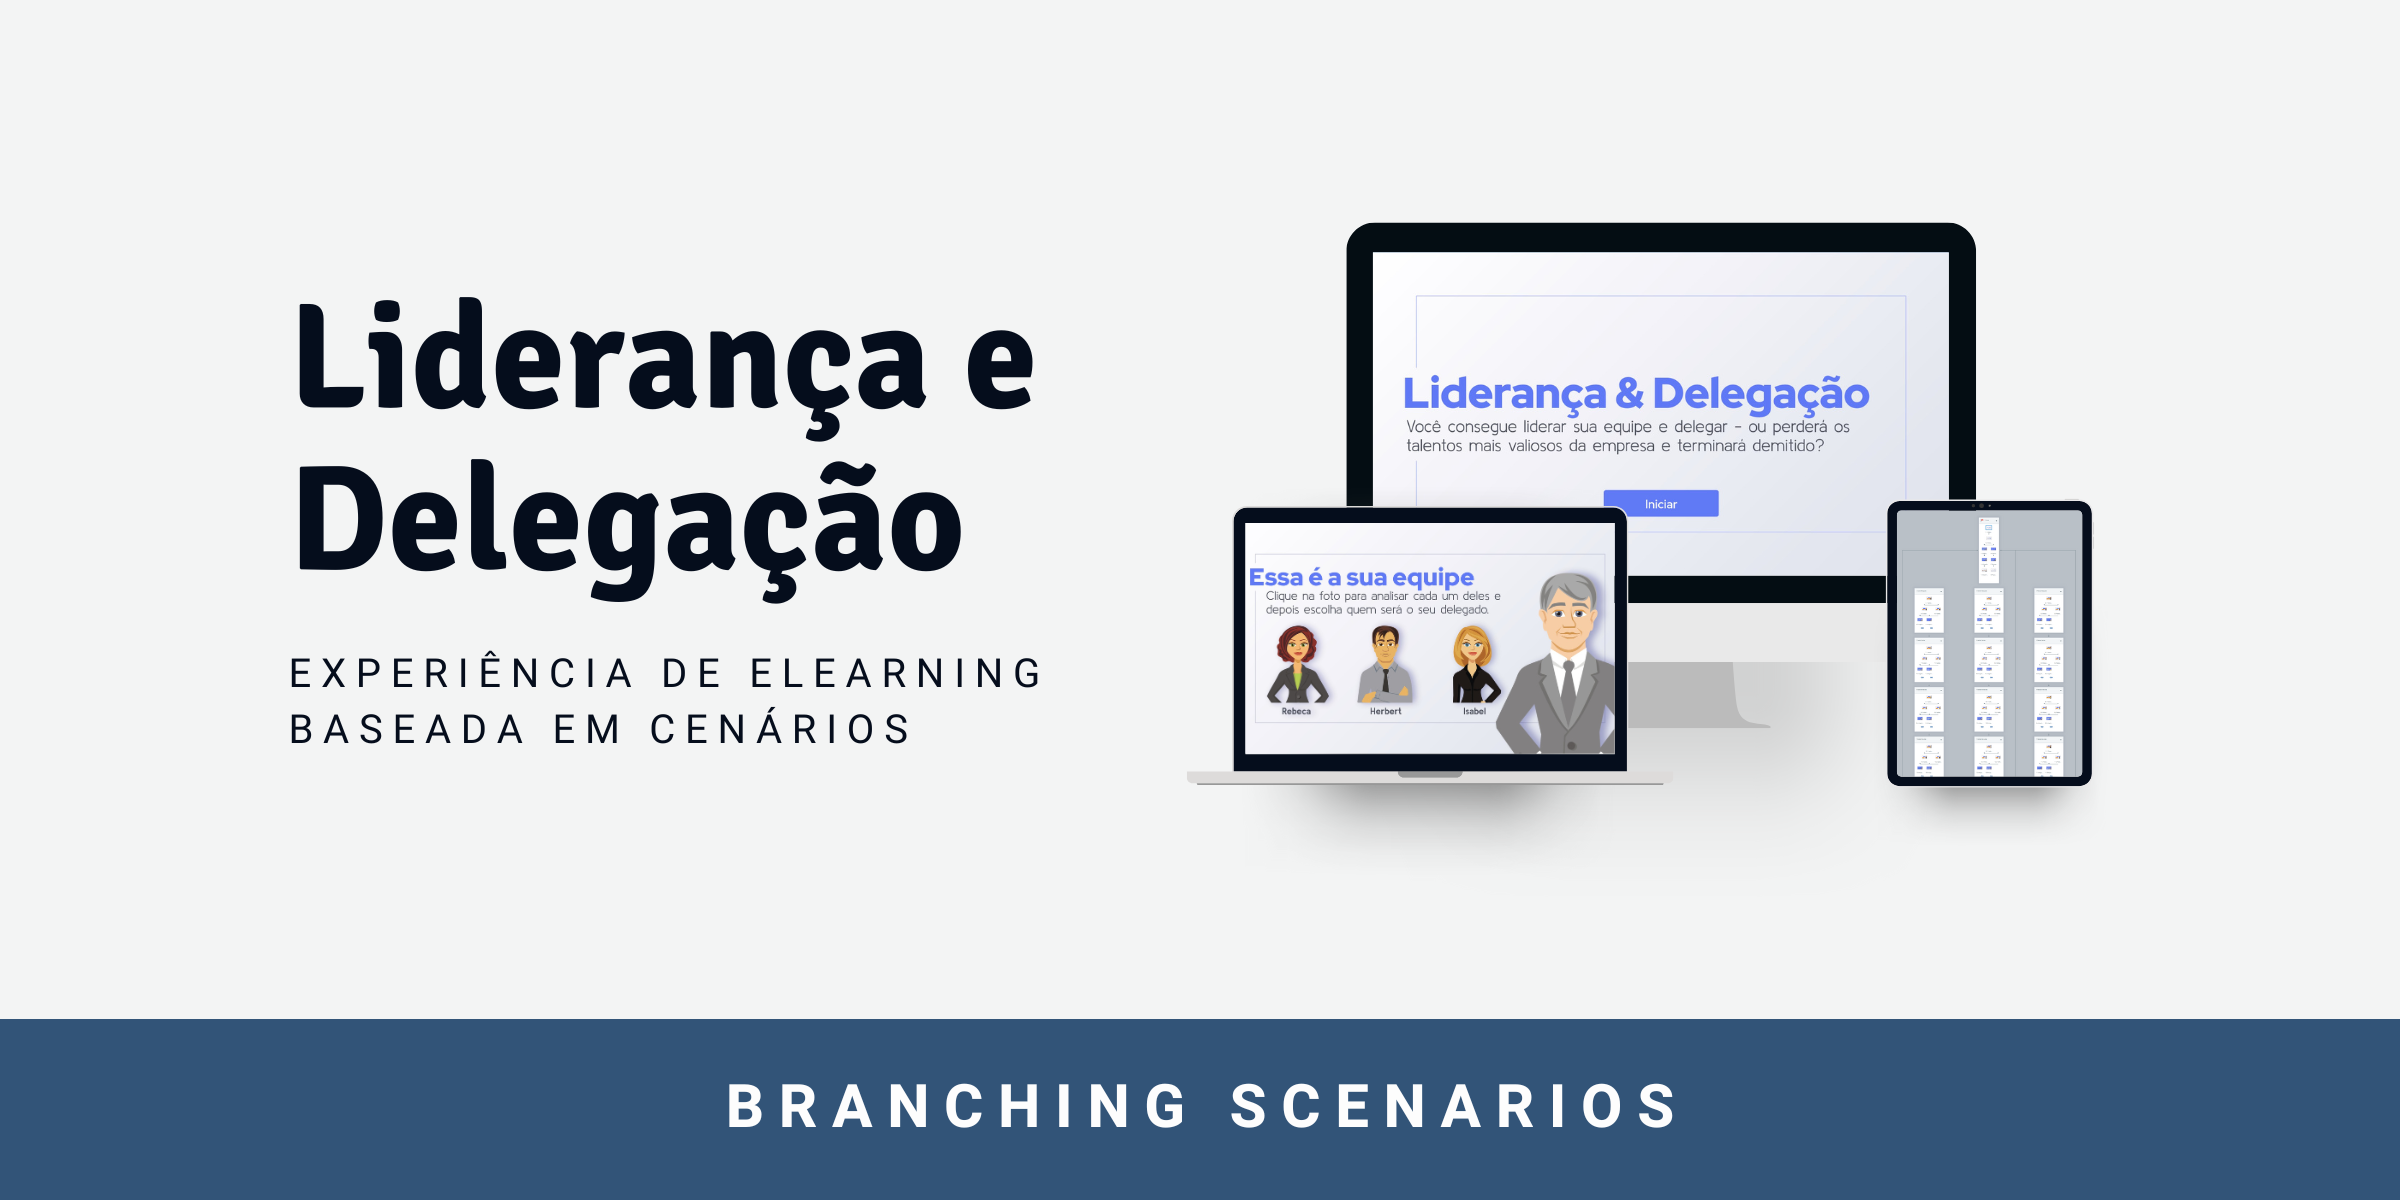 Liderança e
Delegação
EXPERIÊNCIA DE ELEARNING
BASEADA EM CENÁRIOS
Liderança & Delegação
Você consegue liderar sua equipe e delegar - ou perderá os
talentos mais valiosos da empresa e terminará demitido?
Iniciar
Essa é a sua equipe
Clique na foto para analisar cada um deles e
depois escolha quem será o seu delegado.
Rebeca Herbert Isabel
BRANCHING SCENARIOS